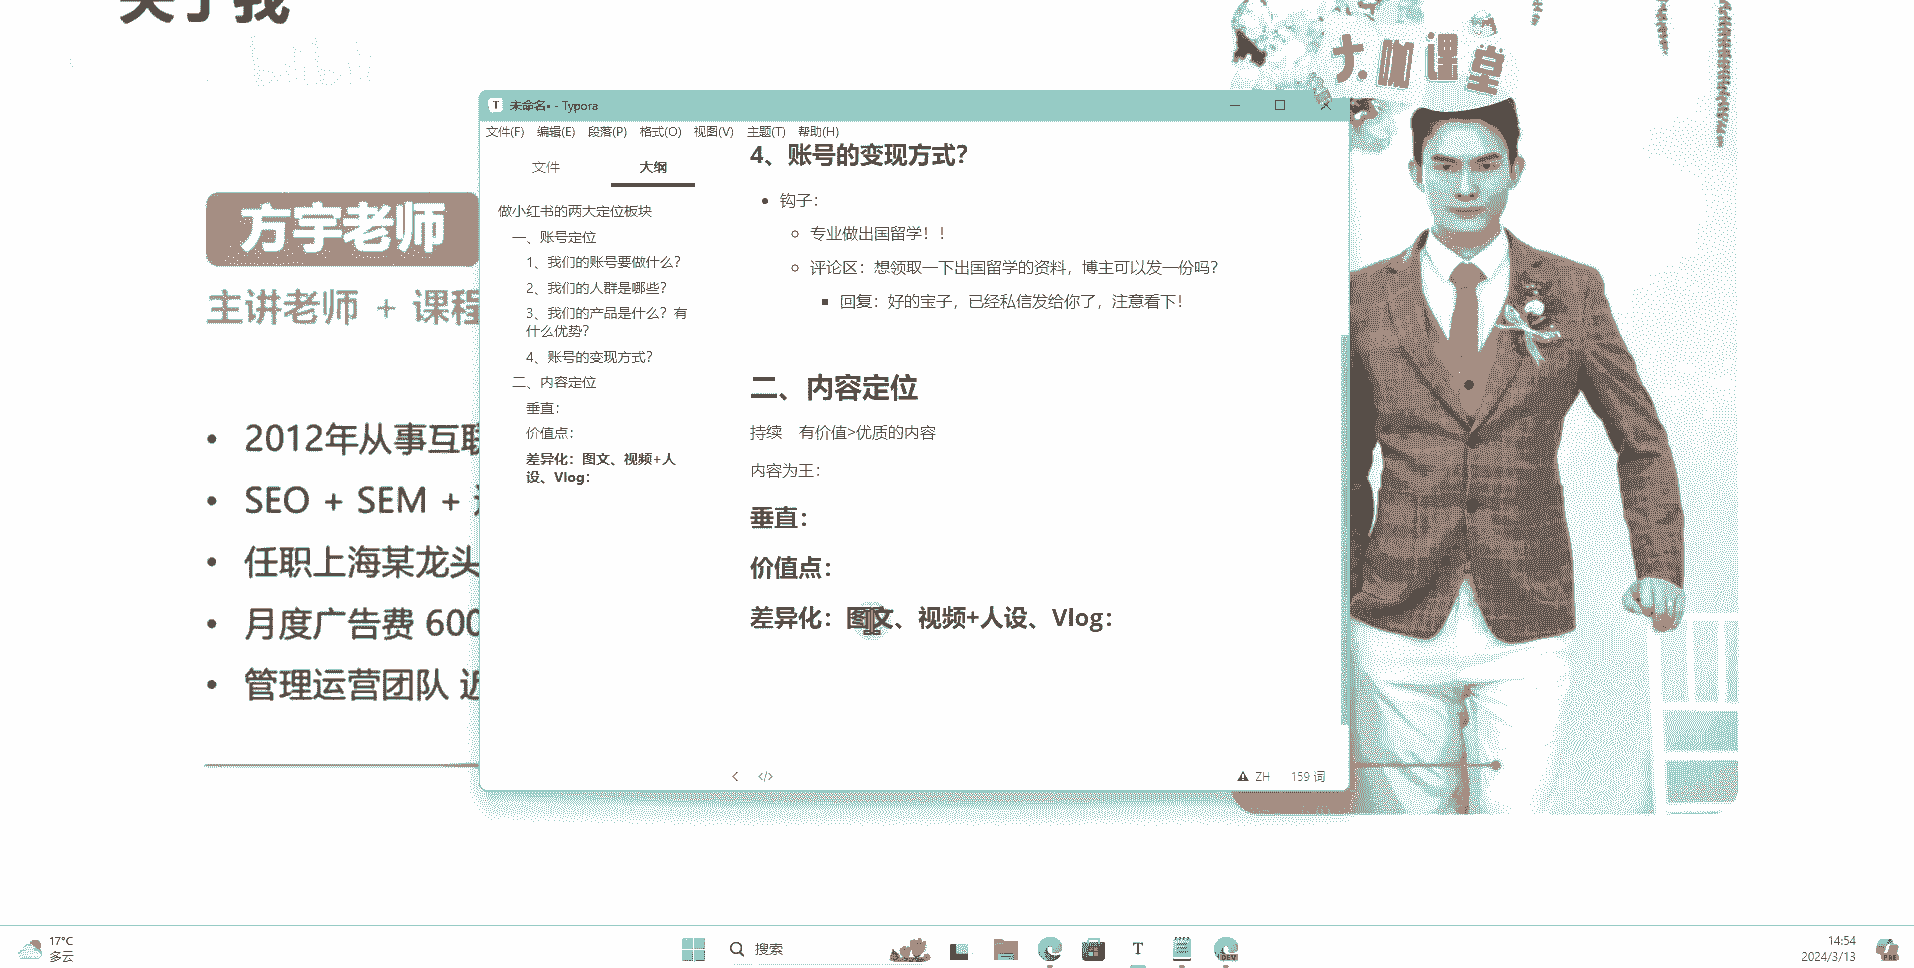 关于我
bilibili
大咖课堂
方宇老师
主讲老师 + 课程
2012年从事互联
SEO + SEM +
任职上海某龙头
月度广告费 600
管理运营团队 近
未命名• - Typora
文件(F) 编辑(E) 段落(P) 格式(O) 视图(V) 主题(T) 帮助(H)
文件 大纲
做小红书的两大定位板块
一、账号定位
1、我们的账号要做什么？
2、我们的人群是哪些？
3、我们的产品是什么？有
什么优势？
4、账号的变现方式？
二、内容定位
垂直：
价值点：
差异化：图文、视频+人
设、Vlog：
4、账号的变现方式？
钩子：
专业做出国留学！！
评论区：想领取一下出国留学的资料，博主可以发一份吗？
回复：好的宝子，已经私信发给你了，注意看下！
二、内容定位
持续 有价值>优质的内容
内容为王：
垂直：
价值点：
差异化：图文、视频+人设、Vlog：
ZH 159 词
17°C
多云
搜索
T
DEV
14:54
2024/3/13
PRE